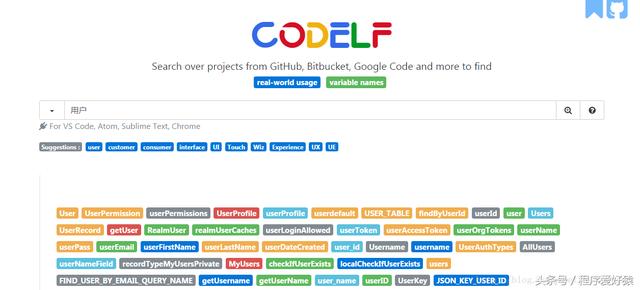 CODELF
Search over projects from GitHub, Bitbucket, Google Code and more to find
real-world usage variable names
用户
For VS Code, Atom, Sublime Text, Chrome
Suggestions : user customer consumer interface UI Touch Wiz Experience UX UE
User UserPermission userPermissions UserProfile userProfile userdefault USER_TABLE findByUserId userId user Users
UserRecord getUser RealmUser realmUserCaches userLoginAllowed userToken userAccessToken userOrgTokens userName
userPass userEmail userFirstName userLastName userDateCreated user_id Username username UserAuthTypes AllUsers
userNameField recordTypeMyUsersPrivate MyUsers checkIfUserExists localCheckIfUserExists users
FIND_USER_BY_EMAIL_QUERY_NAME getUsername getUserName user_name userID UserKey JSON_KEY_USER_ID
头条号／程序爱好猿